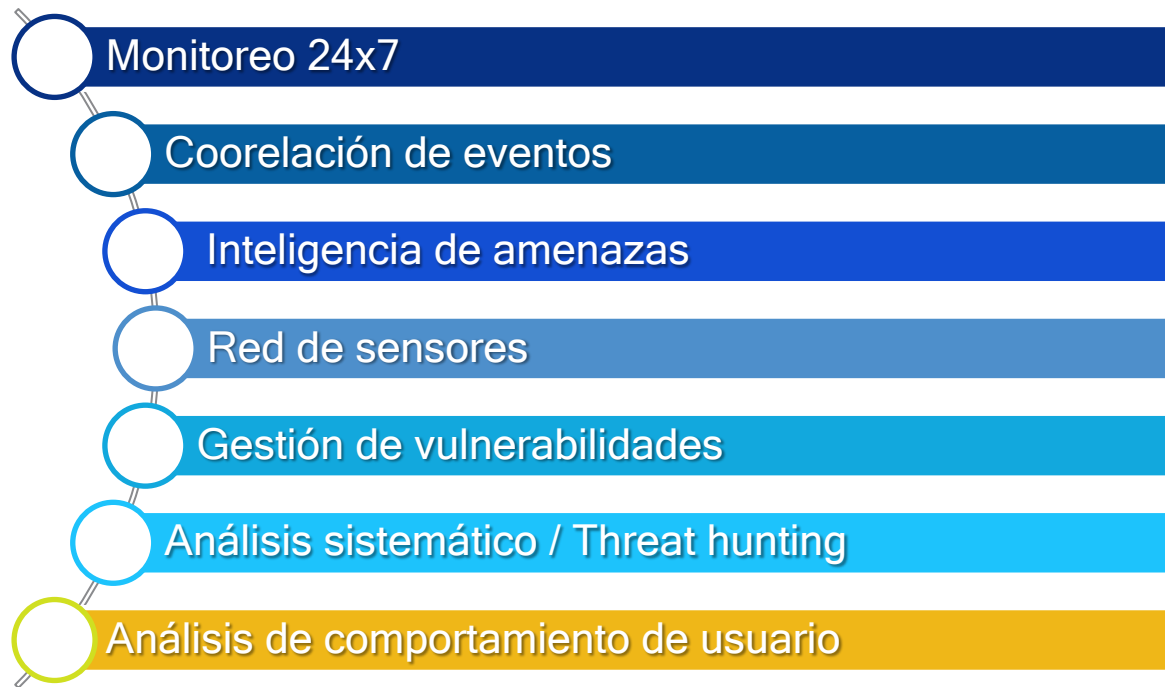 Monitoreo 24x7
Coorelación de eventos
Inteligencia de amenazas
Red de sensores
Gestión de vulnerabilidades
Análisis sistemático / Threat hunting
Análisis de comportamiento de usuario